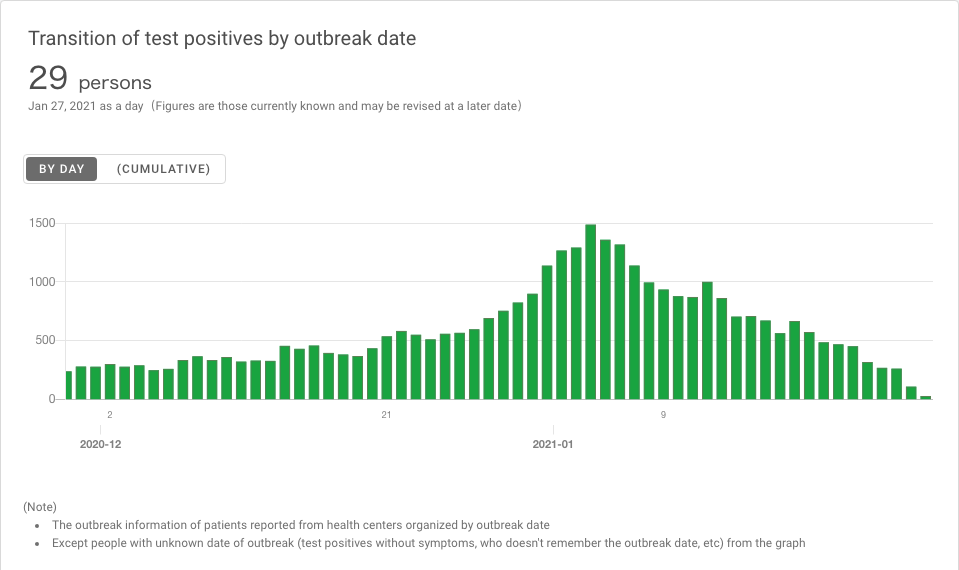 Transition of test positives by outbreak date
29 persons
Jan 27, 2021 as a day（Figures are those currently known and may be revised at a later date）
BY DAY (CUMULATIVE)
1500
1000
500
0
2 21 9
2020-12 2021-01
(Note)
• The outbreak information of patients reported from health centers organized by outbreak date
• Except people with unknown date of outbreak (test positives without symptoms, who doesn't remember the outbreak date, etc) from the graph